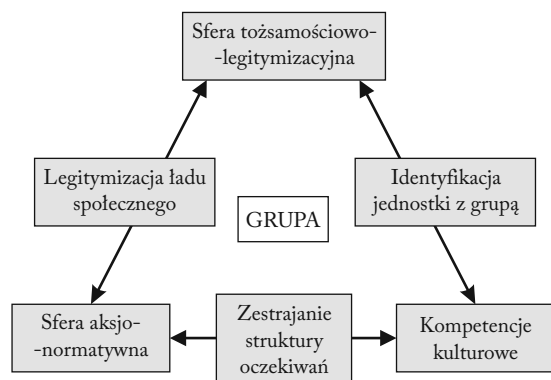 Sfera tożsamościowo-
-legitymizacyjna
Legitymizacja ładu
społecznego
Identyfikacja
jednostki z grupą
GRUPA
Sfera aksjo-
-normatywna
Zestrajanie
struktury
oczekiwań
Kompetencje
kulturowe